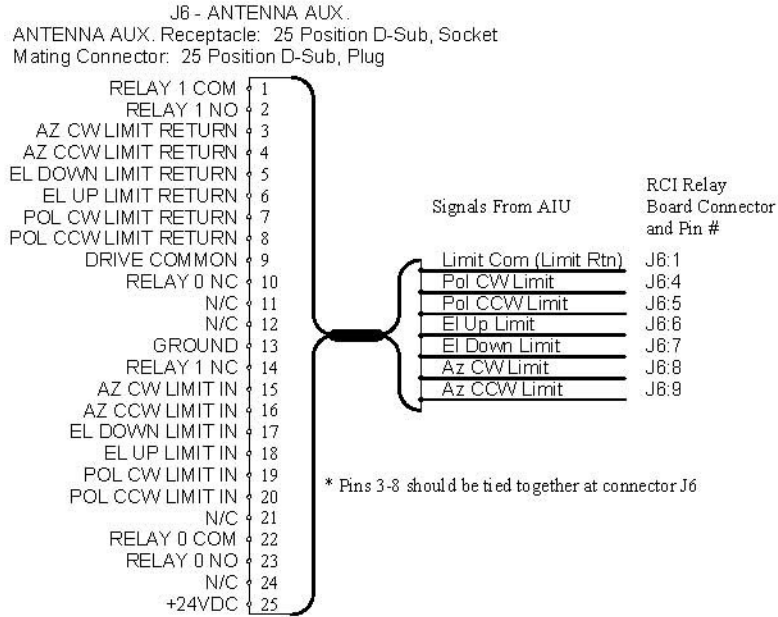 J6 - ANTENNA AUX.
ANTENNA AUX. Receptacle: 25 Position D-Sub, Socket
Mating Connector: 25 Position D-Sub, Plug
RELAY 1 COM 1
RELAY 1 NO 2
AZ CW LIMIT RETURN 3
AZ CCW LIMIT RETURN 4
EL DOWN LIMIT RETURN 5
EL UP LIMIT RETURN 6
POL CW LIMIT RETURN 7
POL CCW LIMIT RETURN 8
DRIVE COMMON 9
RELAY 0 NC 10
N/C 11
N/C 12
GROUND 13
RELAY 1 NC 14
AZ CW LIMIT IN 15
AZ CCW LIMIT IN 16
EL DOWN LIMIT IN 17
EL UP LIMIT IN 18
POL CW LIMIT IN 19
POL CCW LIMIT IN 20
N/C 21
RELAY 0 COM 22
RELAY 0 NO 23
N/C 24
+24VDC 25
Signals From AIU
RCI Relay
Board Connector
and Pin #
Limit Com (Limit Rtn) J6:1
Pol CW Limit J6:4
Pol CCW Limit J6:5
El Up Limit J6:6
El Down Limit J6:7
Az CW Limit J6:8
Az CCW Limit J6:9
* Pins 3-8 should be tied together at connector J6